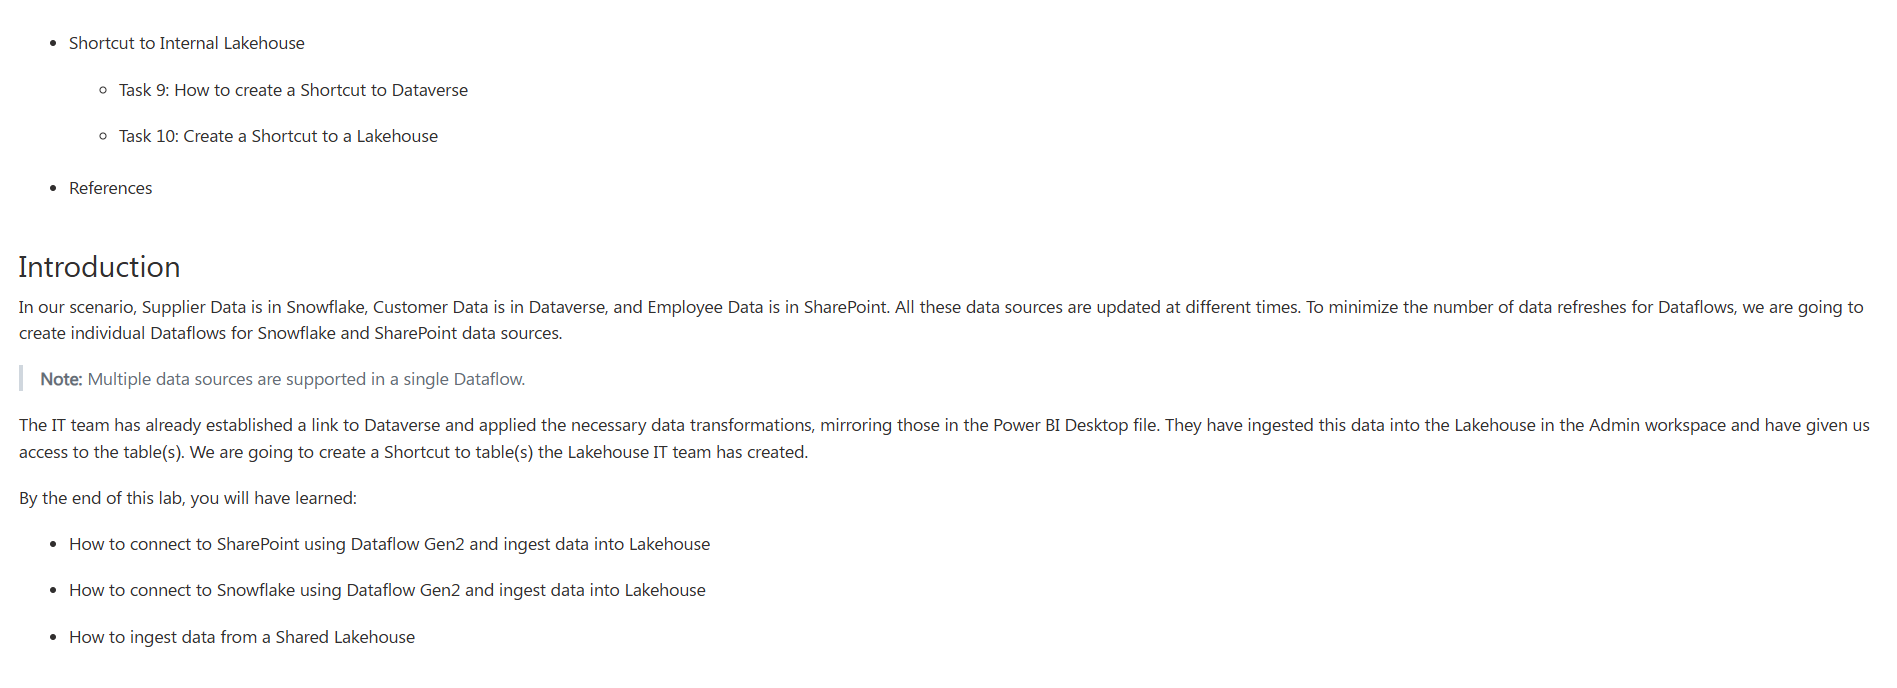 Shortcut to Internal Lakehouse
Task 9: How to create a Shortcut to Dataverse
Task 10: Create a Shortcut to a Lakehouse
References
Introduction
In our scenario, Supplier Data is in Snowflake, Customer Data is in Dataverse, and Employee Data is in SharePoint. All these data sources are updated at different times. To minimize the number of data refreshes for Dataflows, we are going to
create individual Dataflows for Snowflake and SharePoint data sources.
Note: Multiple data sources are supported in a single Dataflow.
The IT team has already established a link to Dataverse and applied the necessary data transformations, mirroring those in the Power BI Desktop file. They have ingested this data into the Lakehouse in the Admin workspace and have given us
access to the table(s). We are going to create a Shortcut to table(s) the Lakehouse IT team has created.
By the end of this lab, you will have learned:
How to connect to SharePoint using Dataflow Gen2 and ingest data into Lakehouse
How to connect to Snowflake using Dataflow Gen2 and ingest data into Lakehouse
How to ingest data from a Shared Lakehouse